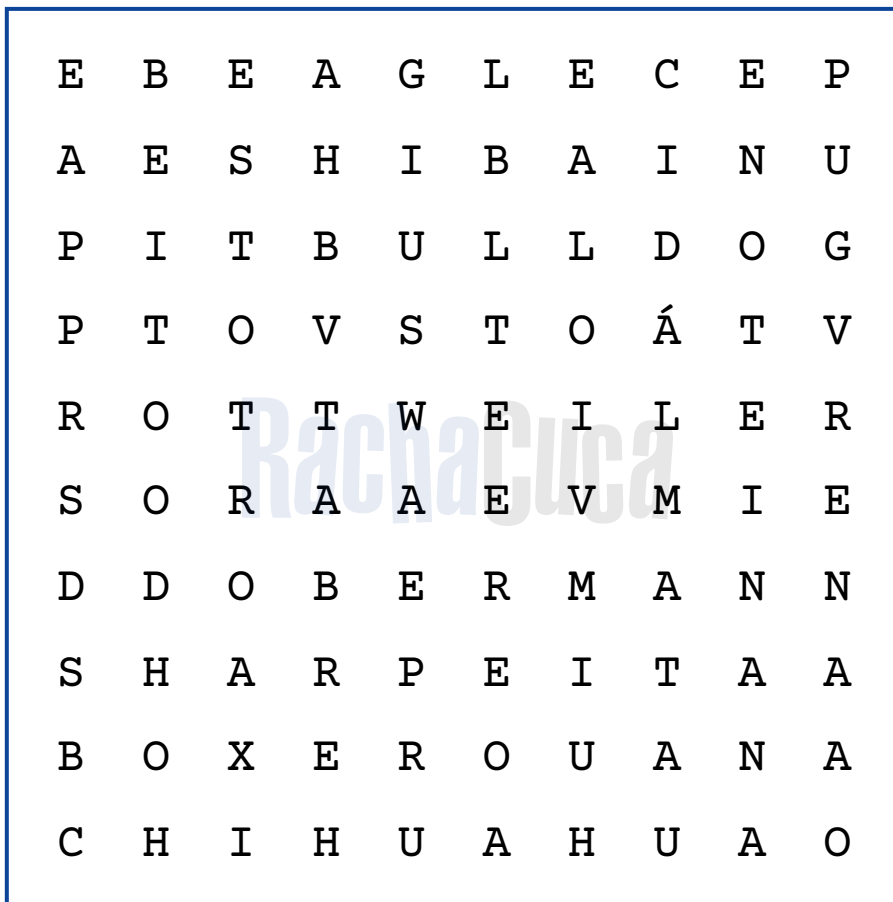 E B E A G L E C E P
A E S H I B A I N U
P I T B U L L D O G
P T O V S T O Á T V
R O T T W E I L E R
RachaCuca
S O R A A E V M I E
D D O B E R M A N N
S H A R P E I T A A
B O X E R O U A N A
C H I H U A H U A O